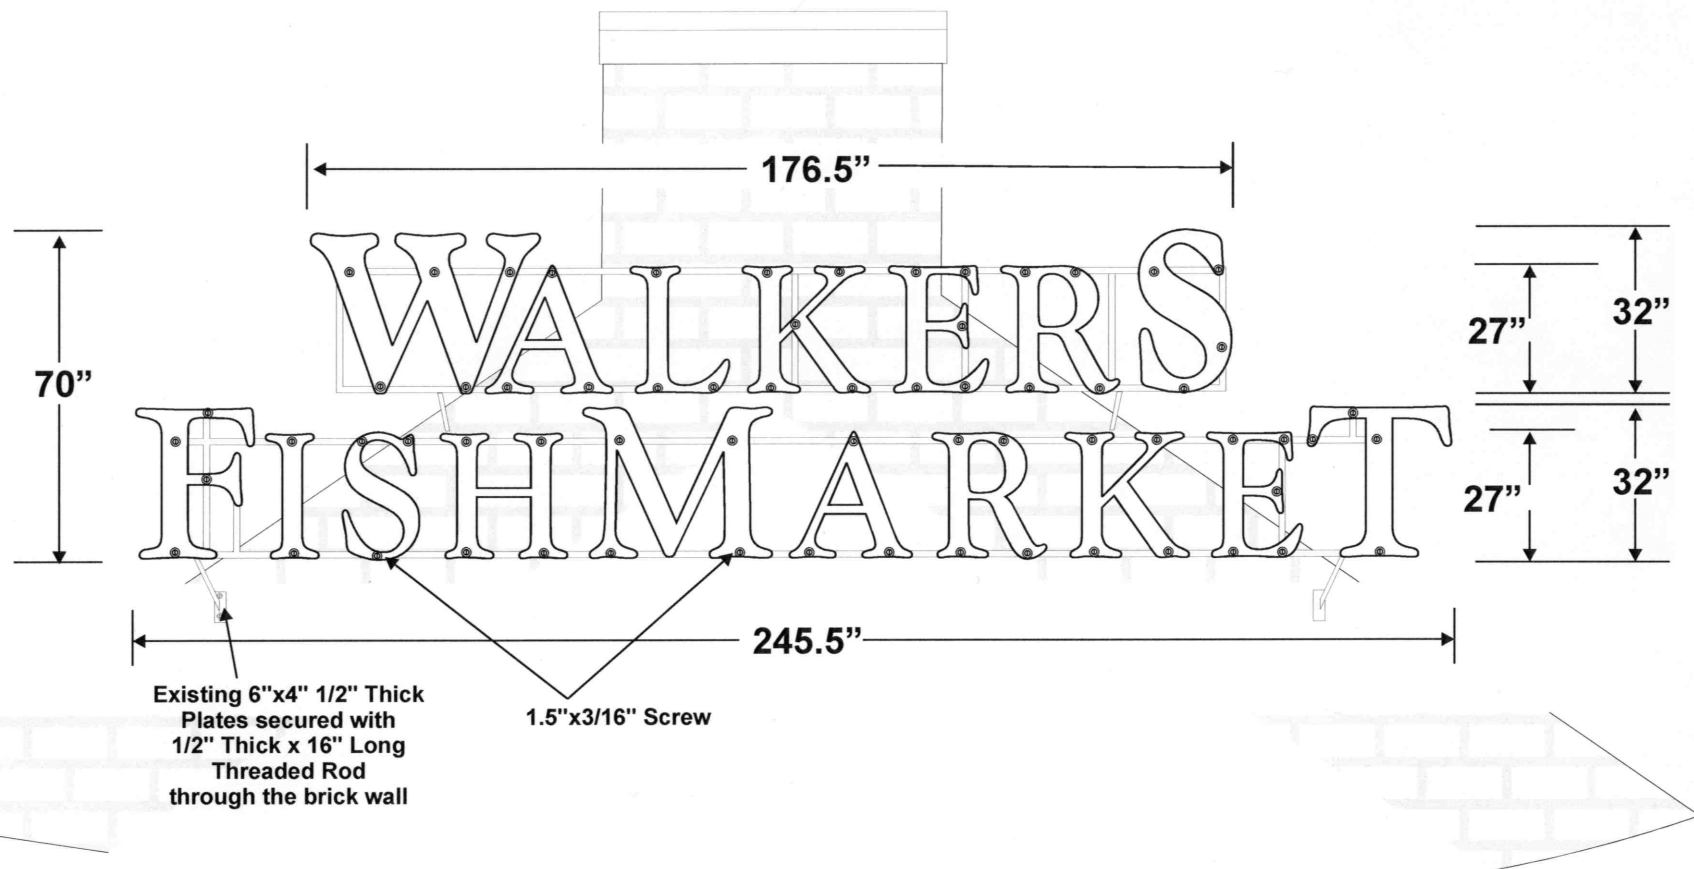 176.5”
WALKERS
70”
27”
32”
FISHMARKET
27”
32”
245.5”
Existing 6"x4" 1/2" Thick
Plates secured with
1/2" Thick x 16" Long
Threaded Rod
through the brick wall
1.5"x3/16" Screw